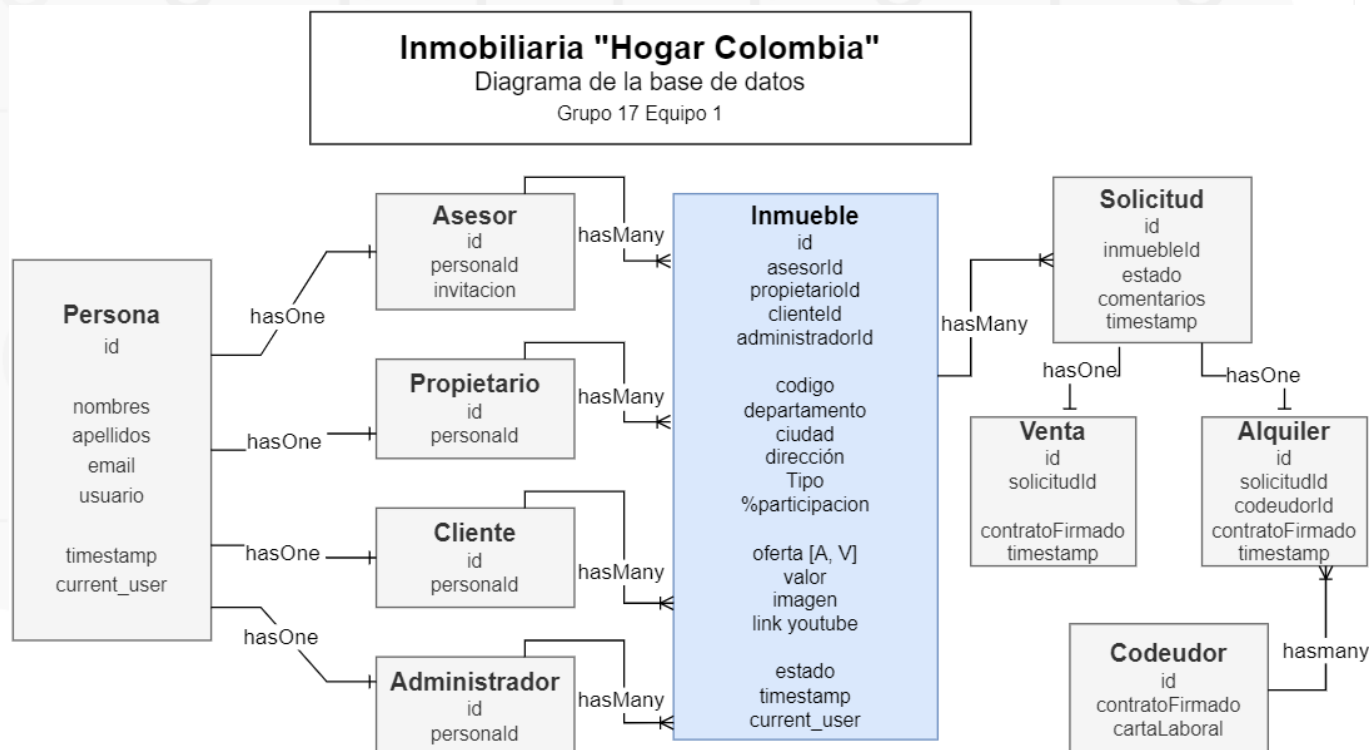 Inmobiliaria "Hogar Colombia"
Diagrama de la base de datos
Grupo 17 Equipo 1
Persona
id
nombres
apellidos
email
usuario
timestamp
current_user
hasOne
hasOne
hasOne
hasOne
Asesor
id
personaId
invitacion
Propietario
id
personaId
Cliente
id
personaId
Administrador
id
personaId
hasMany
hasMany
hasMany
hasMany
Inmueble
id
asesorId
propietarioId
clienteId
administradorId
codigo
departamento
ciudad
dirección
Tipo
%participacion
oferta [A, V]
valor
imagen
link youtube
estado
timestamp
current_user
hasMany
Solicitud
id
inmuebleId
estado
comentarios
timestamp
hasOne
hasOne
Venta
id
solicitudId
contratoFirmado
timestamp
Alquiler
id
solicitudId
codeudorId
contratoFirmado
timestamp
hasmany
Codeudor
id
contratoFirmado
cartaLaboral